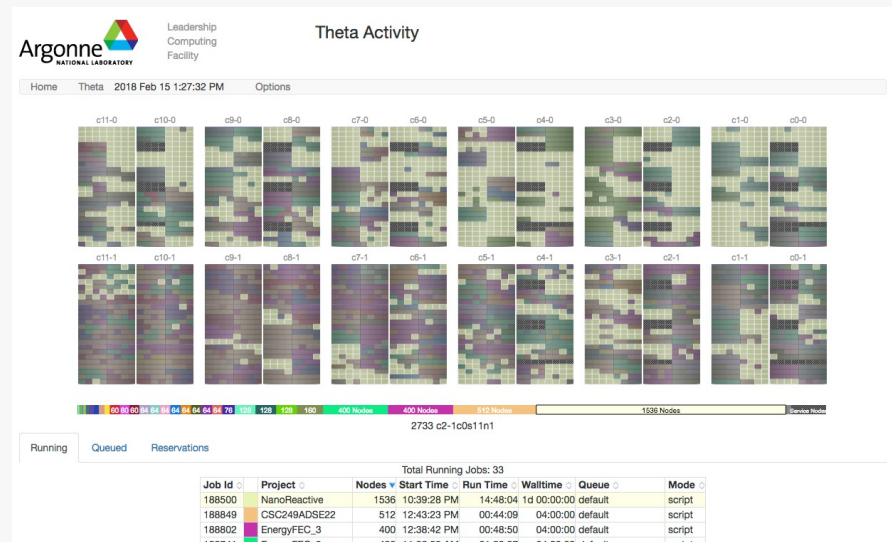 Argonne
NATIONAL LABORATORY
Leadership
Computing
Facility
Theta Activity
Home Theta 2018 Feb 15 1:27:32 PM Options
c11-0 c10-0 c9-0 c8-0 c7-0 c6-0 c5-0 c4-0 c3-0 c2-0 c1-0 c0-0
c11-1 c10-1 c9-1 c8-1 c7-1 c6-1 c5-1 c4-1 c3-1 c2-1 c1-1 c0-1
60 60 60 64 64 64 64 64 64 64 64 76 128 128 128 160 400 Nodes 400 Nodes 512 Nodes 1536 Nodes Service Nodes
2733 c2-1c0s11n1
Running Queued Reservations
Total Running Jobs: 33
Job Id Project Nodes Start Time Run Time Walltime Queue Mode
188500 NanoReactive 1536 10:39:28 PM 14:48:04 1d 00:00:00 default script
188849 CSC249ADSE22 512 12:43:23 PM 00:44:09 04:00:00 default script
188802 EnergyFEC_3 400 12:38:42 PM 00:48:50 04:00:00 default script